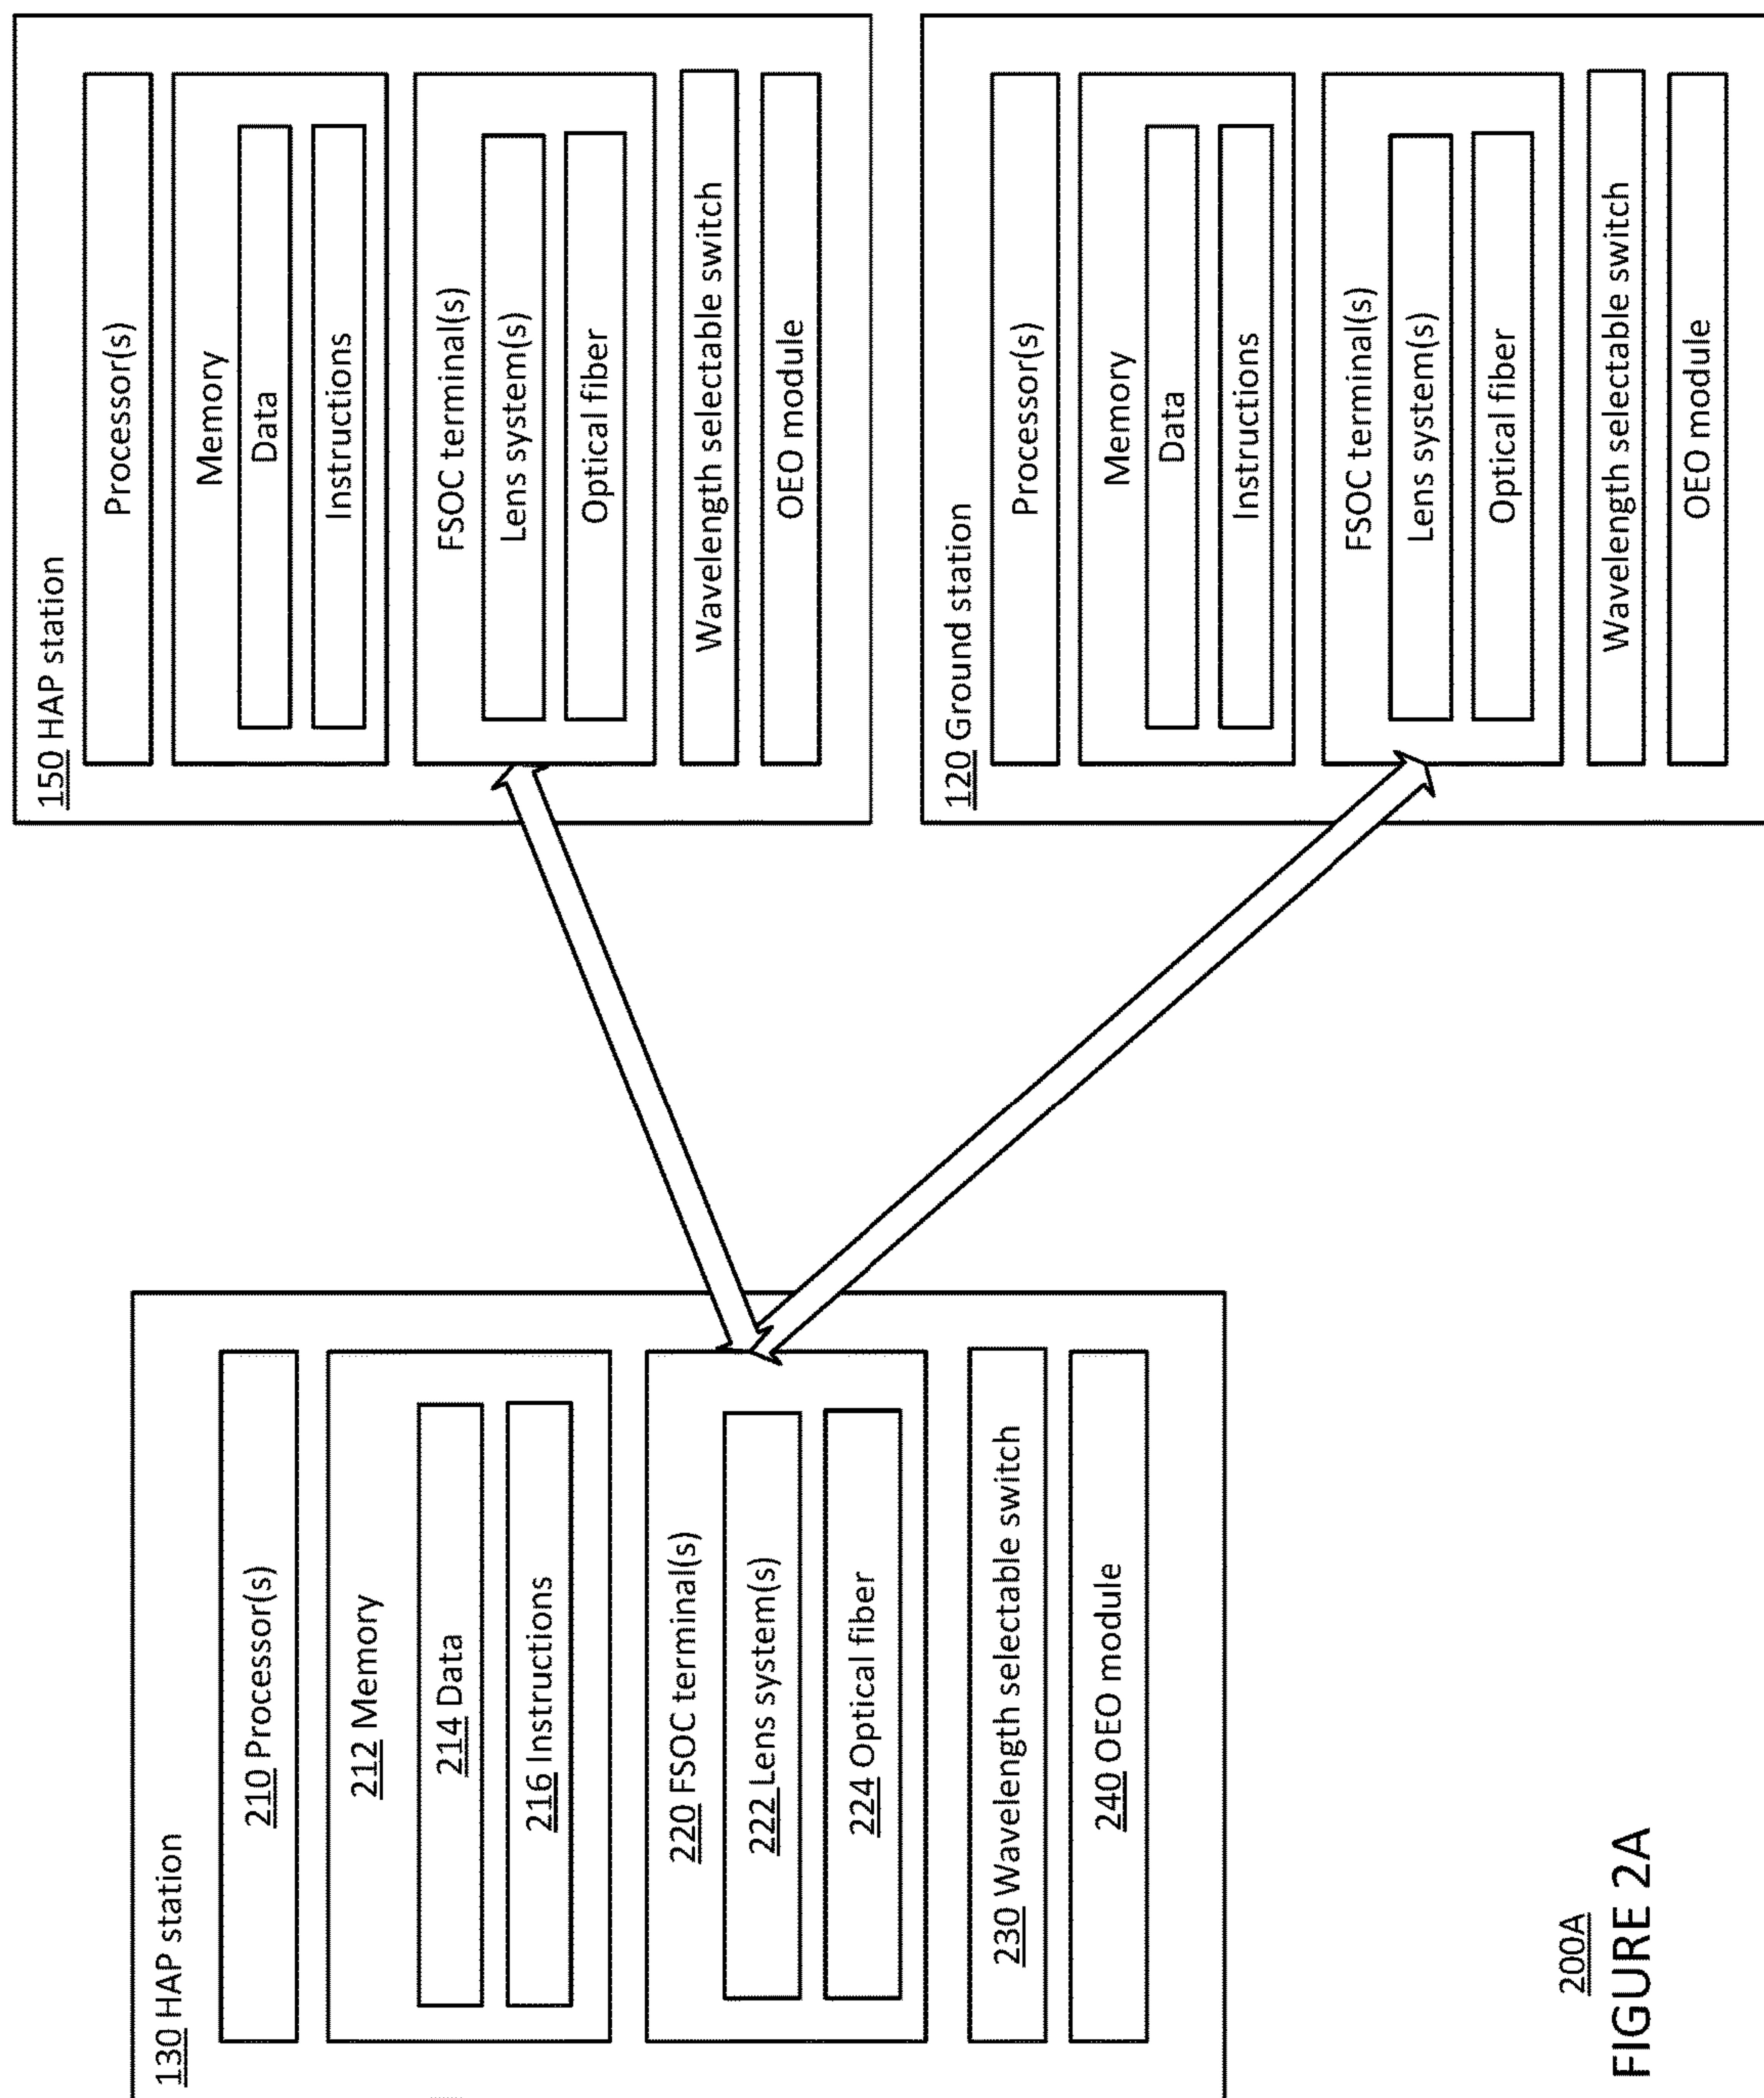 130 HAP station
210 Processor(s)
212 Memory
214 Data
216 Instructions
220 FSOC terminal(s)
222 Lens system(s)
224 Optical fiber
230 Wavelength selectable switch
240 OEO module
150 HAP station
Processor(s)
Memory
Data
Instructions
FSOC terminal(s)
Lens system(s)
Optical fiber
Wavelength selectable switch
OEO module
120 Ground station
Processor(s)
Memory
Data
Instructions
FSOC terminal(s)
Lens system(s)
Optical fiber
Wavelength selectable switch
OEO module
200A
FIGURE 2A